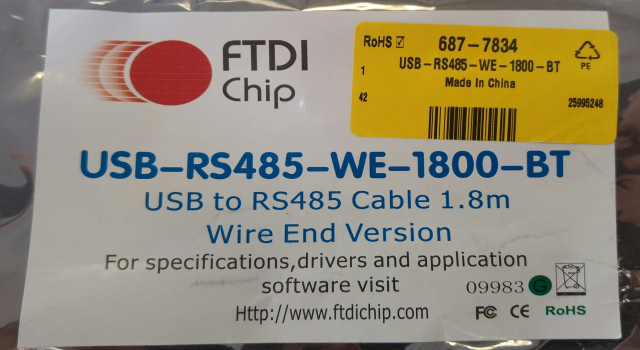 FTDI
Chip
RoHS ☑ 687-7834
1 USB-RS485-WE-1800-BT
Made in China
PE
42
25995248
USB-RS485-WE-1800-BT
USB to RS485 Cable 1.8m
Wire End Version
For specifications,drivers and application
software visit
09983 G
Http://www.ftdichip.com
FC CE RoHS